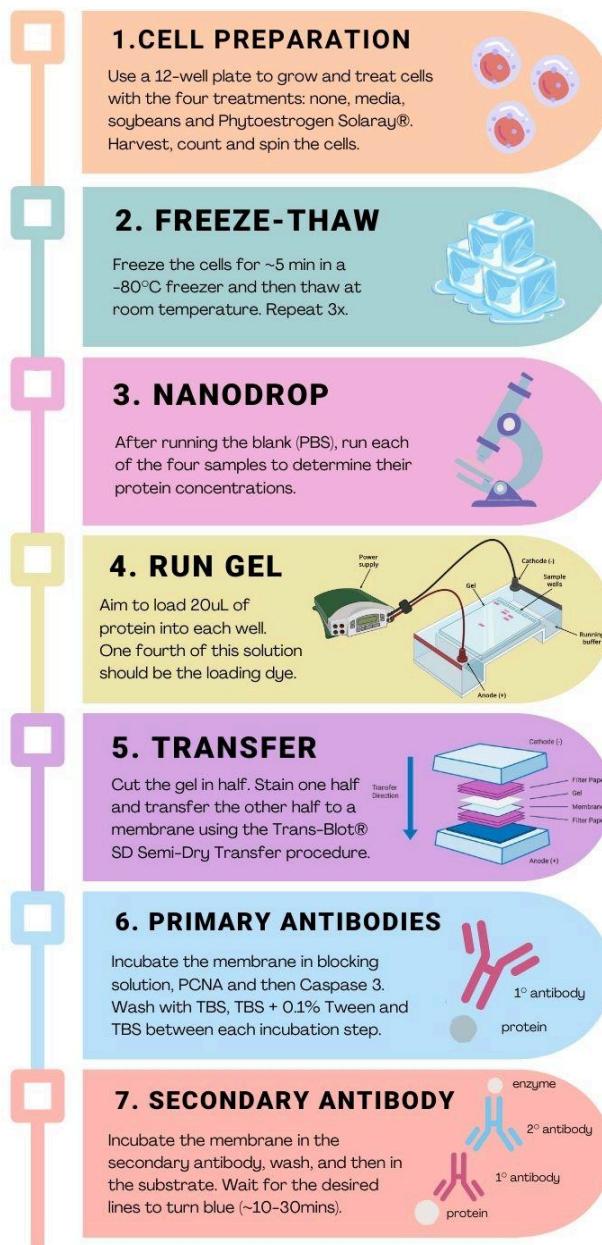 1.CELL PREPARATION
Use a 12-well plate to grow and treat cells
with the four treatments: none, media,
soybeans and Phytoestrogen Solaray®.
Harvest, count and spin the cells.
2. FREEZE-THAW
Freeze the cells for ~5 min in a
-80°C freezer and then thaw at
room temperature. Repeat 3x.
3. NANODROP
After running the blank (PBS), run each
of the four samples to determine their
protein concentrations.
4. RUN GEL
Aim to load 20uL of
protein into each well.
One fourth of this solution
should be the loading dye.
Power
supply
Gel
Cathode (-)
Sample
wells
Running
buffer
Anode (+)
5. TRANSFER
Cut the gel in half. Stain one half
and transfer the other half to a
membrane using the Trans-Blot®
SD Semi-Dry Transfer procedure.
Transfer
Direction
Cathode (-)
Filter Pape
Gel
Membrane
Filter Pape
Anode (+)
6. PRIMARY ANTIBODIES
Incubate the membrane in blocking
solution, PCNA and then Caspase 3.
Wash with TBS, TBS + 0.1% Tween and
TBS between each incubation step.
1° antibody
protein
7. SECONDARY ANTIBODY
Incubate the membrane in the
secondary antibody, wash, and then in
the substrate. Wait for the desired
lines to turn blue (~10-30mins).
enzyme
2° antibody
1° antibody
protein